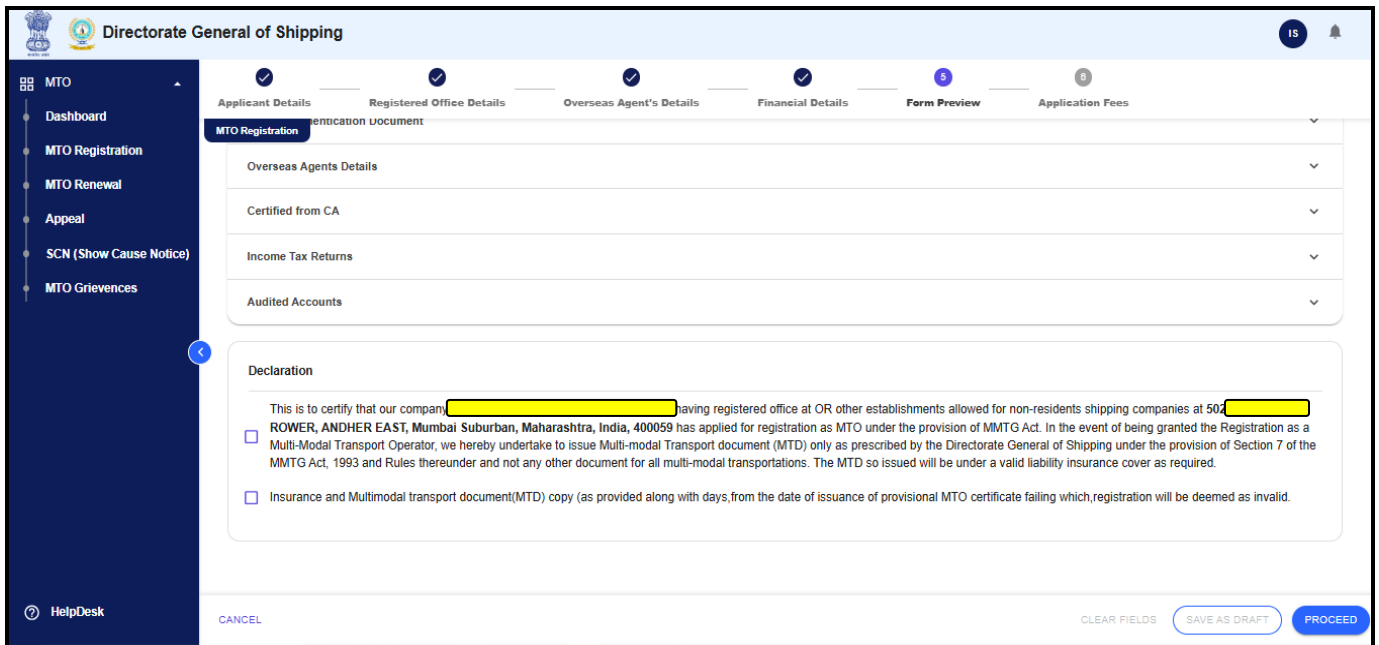 Directorate General of Shipping
IS
MTO
Dashboard
MTO Registration
MTO Renewal
Appeal
SCN (Show Cause Notice)
MTO Grievences
HelpDesk
Applicant Details
Registered Office Details
Overseas Agent's Details
Financial Details
5
Form Preview
6
Application Fees
MTO Registration
Document
Overseas Agents Details
Certified from CA
Income Tax Returns
Audited Accounts
Declaration
This is to certify that our company having registered office at OR other establishments allowed for non-residents shipping companies at 502
ROWER, ANDHER EAST, Mumbai Suburban, Maharashtra, India, 400059 has applied for registration as MTO under the provision of MMTG Act. In the event of being granted the Registration as a
Multi-Modal Transport Operator, we hereby undertake to issue Multi-modal Transport document (MTD) only as prescribed by the Directorate General of Shipping under the provision of Section 7 of the
MMTG Act, 1993 and Rules thereunder and not any other document for all multi-modal transportations. The MTD so issued will be under a valid liability insurance cover as required.
Insurance and Multimodal transport document(MTD) copy (as provided along with days,from the date of issuance of provisional MTO certificate failing which,registration will be deemed as invalid.
CANCEL
CLEAR FIELDS
SAVE AS DRAFT
PROCEED